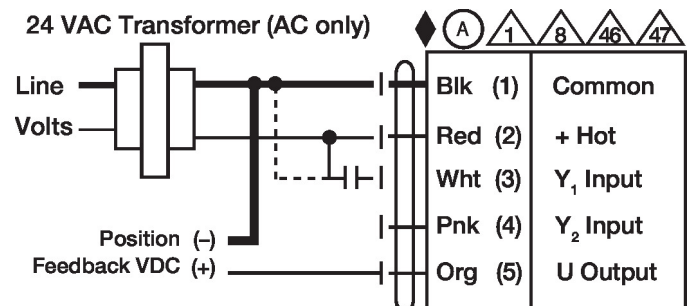 24 VAC Transformer (AC only)
A 1 8 46 47
Line
Volts
Blk (1) Common
Red (2) + Hot
Wht (3) Y₁ Input
Pnk (4) Y₂ Input
Org (5) U Output
Position (–)
Feedback VDC (+)